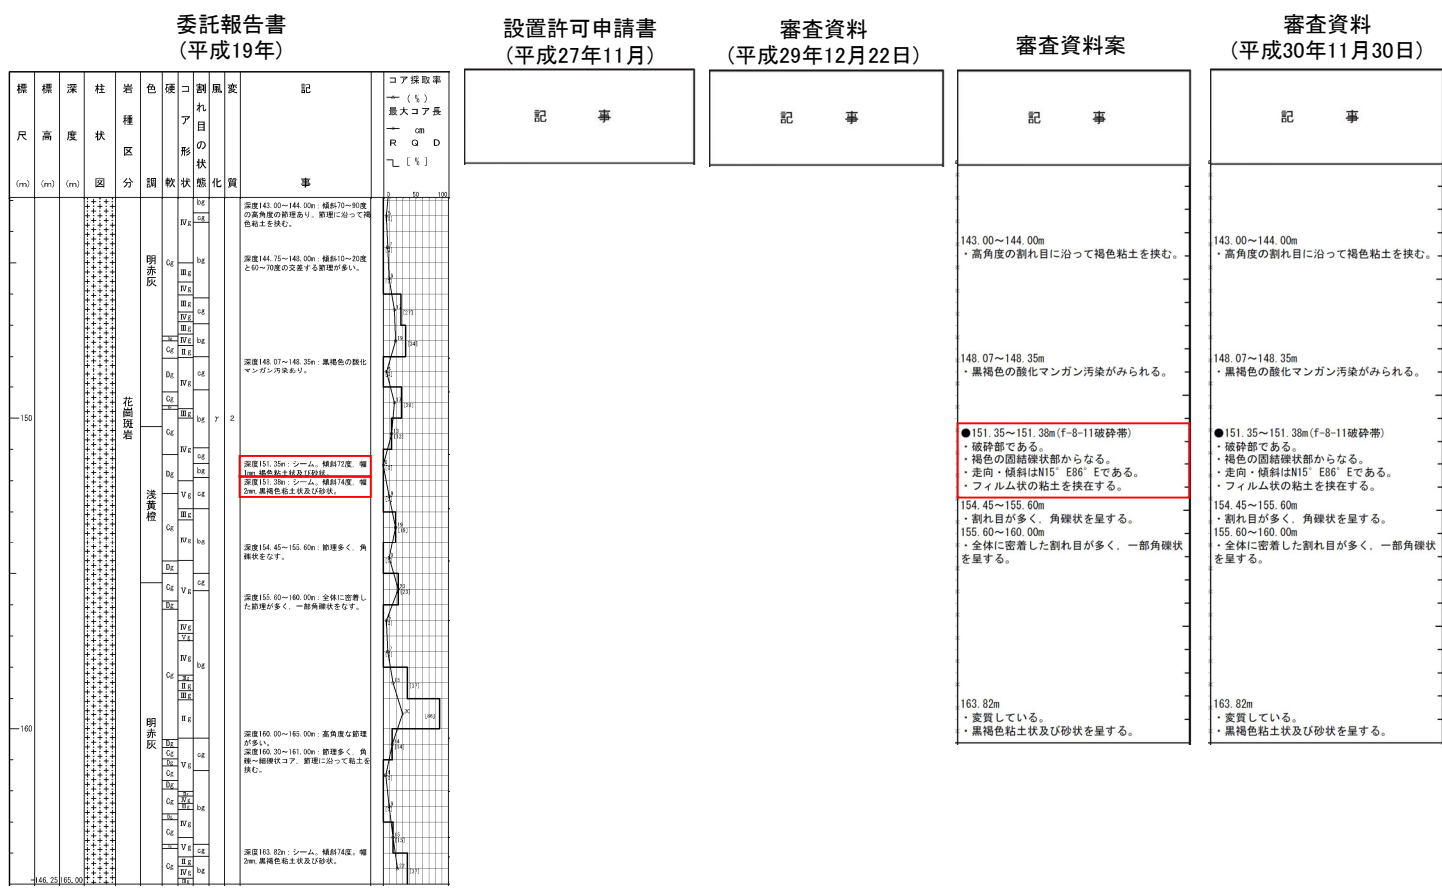 委託報告書
(平成19年)
設置許可申請書
(平成27年11月)
審査資料
(平成29年12月22日)
審査資料案
審査資料
(平成30年11月30日)
標尺(m)
標高(m)
深度(m)
柱状図
岩種区分
色調
硬軟
コア形状
割れ目の状態
風化
変質
記事
コア採取率
(%)
最大コア長
cm
R Q D
[%]
0 50 100
記 事
記 事
記 事
記 事
深度143.00~144.00m:傾斜70~90度
の高角度の節理あり,節理に沿って褐
色粘土を挟む。
深度144.75~148.00m:傾斜10~20度
と60~70度の交差する節理が多い。
深度148.07~148.35m:黒褐色の酸化
マンガン汚染あり。
深度151.35m:シーム。傾斜72度,幅
1mm,褐色粘土状及び砂状。
深度151.38m:シーム。傾斜74度,幅
2mm,黒褐色粘土状及び砂状。
深度154.45~155.60m:節理多く,角
礫状をなす。
深度155.60~160.00m:全体に密着し
た節理が多く,一部角礫状をなす。
深度160.00~165.00m:高角度な節理
が多い。
深度160.30~161.00m:節理多く,角
礫~細礫状コア,節理に沿って粘土を
挟む。
深度163.82m:シーム。傾斜74度,幅
2mm,黒褐色粘土状及び砂状。
明赤灰
浅黄橙
明赤灰
花崗斑岩
γ
2
150
160
-146.25
165.00
143.00~144.00m
・高角度の割れ目に沿って褐色粘土を挟む。
148.07~148.35m
・黒褐色の酸化マンガン汚染がみられる。
●151.35~151.38m(f-8-11破砕帯)
・破砕部である。
・褐色の固結礫状部からなる。
・走向・傾斜はN15°E86°Eである。
・フィルム状の粘土を挟在する。
154.45~155.60m
・割れ目が多く,角礫状を呈する。
155.60~160.00m
・全体に密着した割れ目が多く,一部角礫状
を呈する。
163.82m
・変質している。
・黒褐色粘土状及び砂状を呈する。
143.00~144.00m
・高角度の割れ目に沿って褐色粘土を挟む。
148.07~148.35m
・黒褐色の酸化マンガン汚染がみられる。
●151.35~151.38m(f-8-11破砕帯)
・破砕部である。
・褐色の固結礫状部からなる。
・走向・傾斜はN15°E86°Eである。
・フィルム状の粘土を挟在する。
154.45~155.60m
・割れ目が多く,角礫状を呈する。
155.60~160.00m
・全体に密着した割れ目が多く,一部角礫状
を呈する。
163.82m
・変質している。
・黒褐色粘土状及び砂状を呈する。